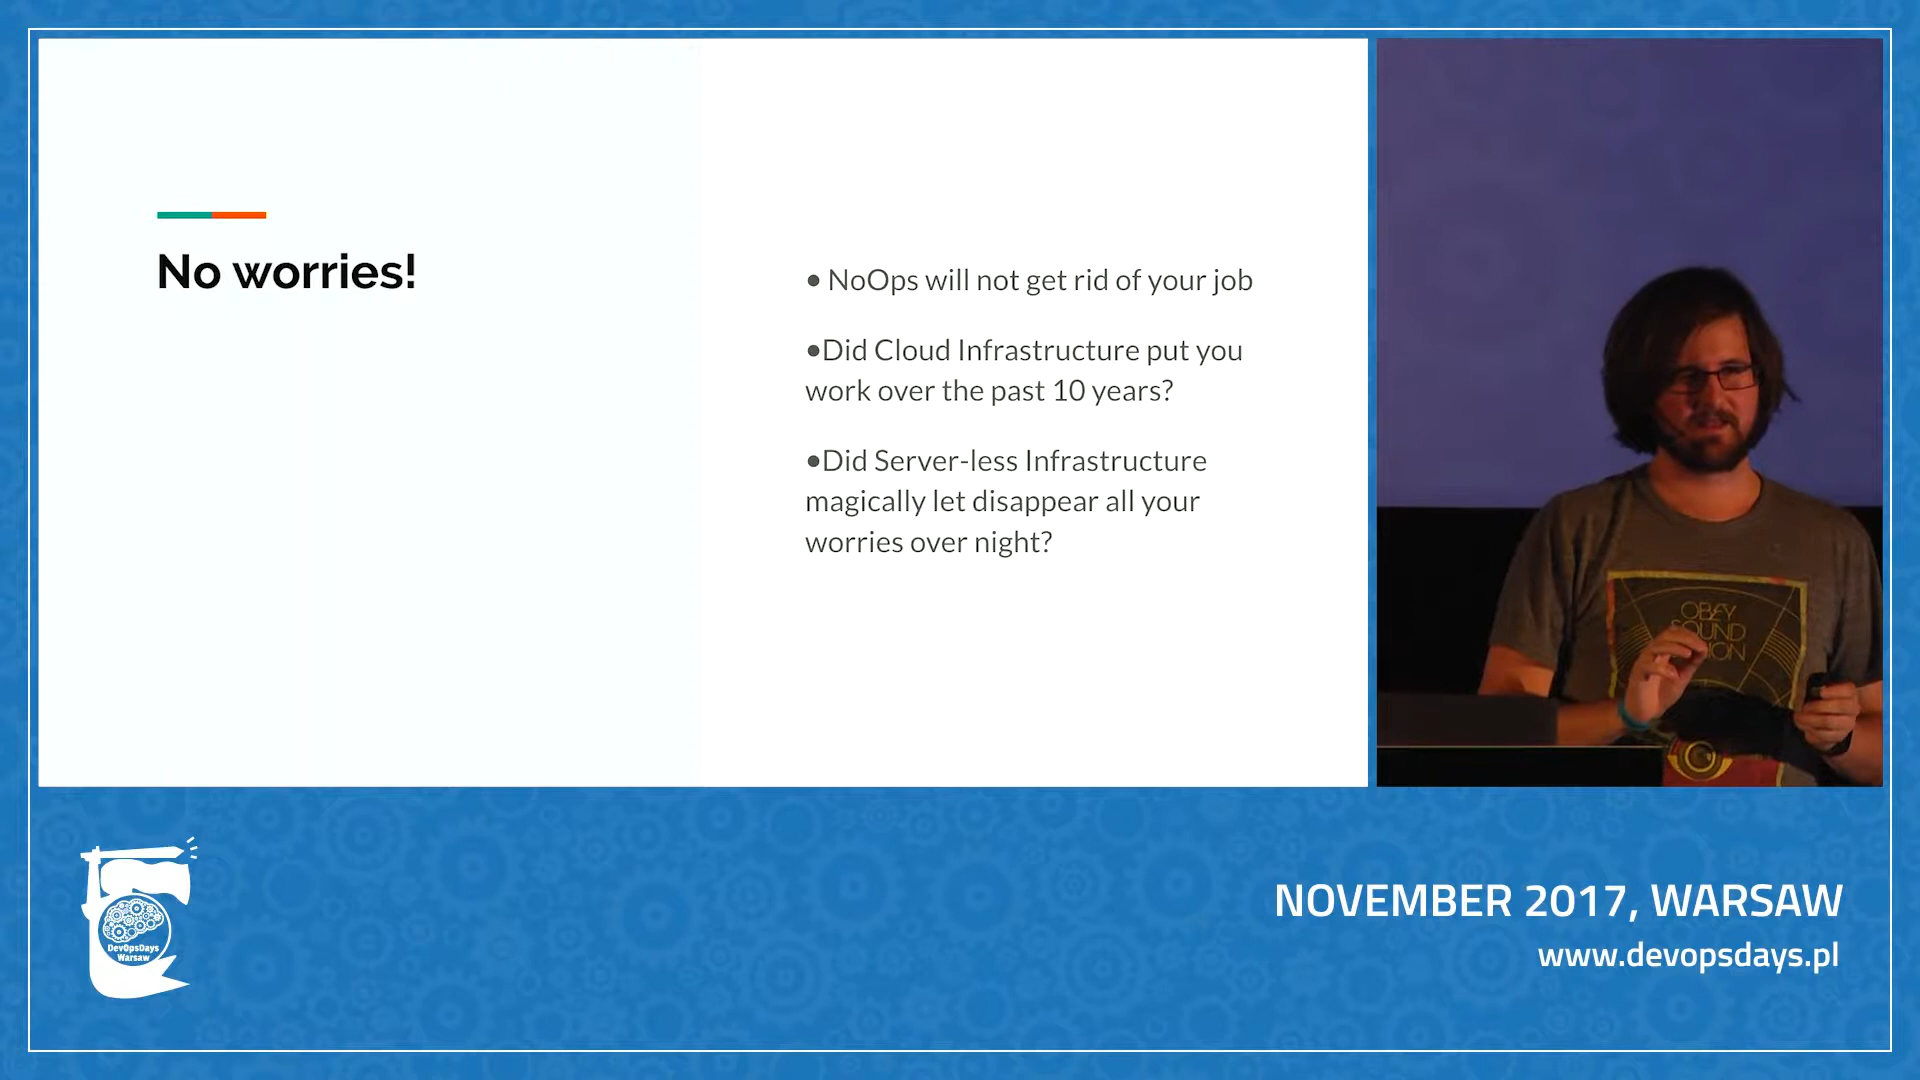 No worries!
● NoOps will not get rid of your job
●Did Cloud Infrastructure put you
work over the past 10 years?
●Did Server-less Infrastructure
magically let disappear all your
worries over night?
OBEY
SOUND
NOVEMBER 2017, WARSAW
www.devopsdays.pl
DevOpsDays
Warsaw